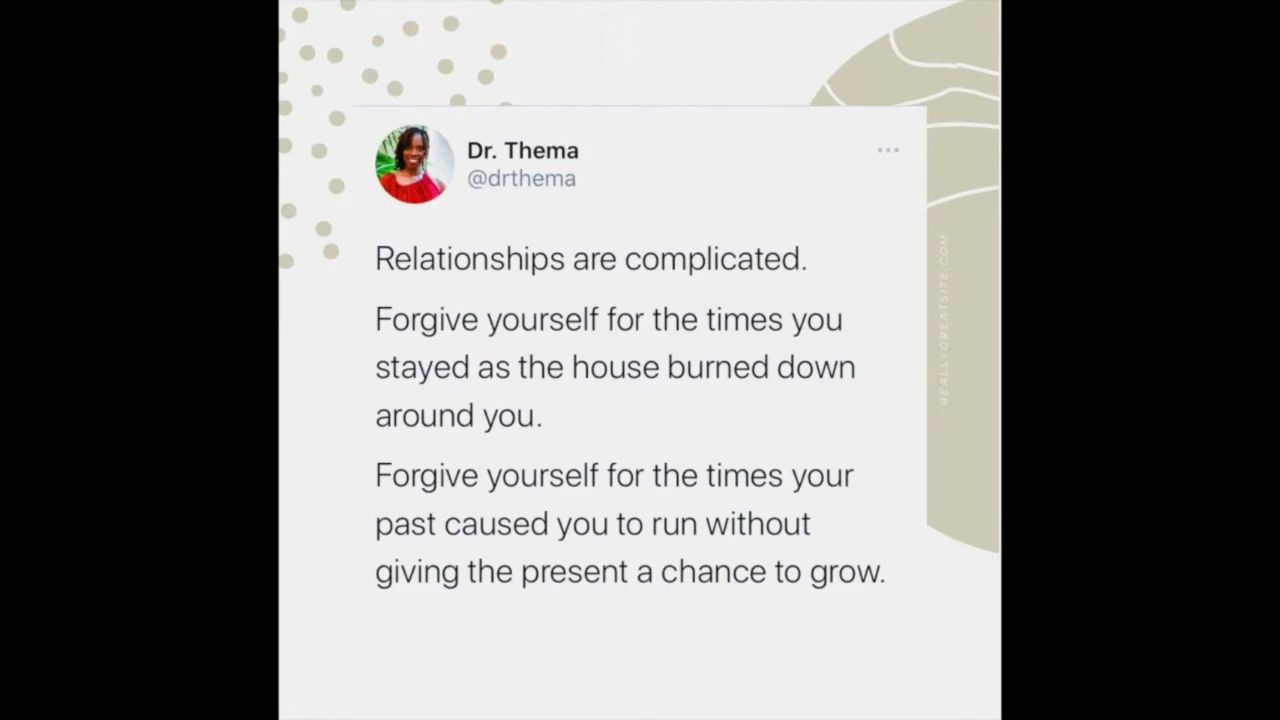 Dr. Thema
@drthema
Relationships are complicated.
Forgive yourself for the times you
stayed as the house burned down
around you.
Forgive yourself for the times your
past caused you to run without
giving the present a chance to grow.
REALLYGREATSITE.COM